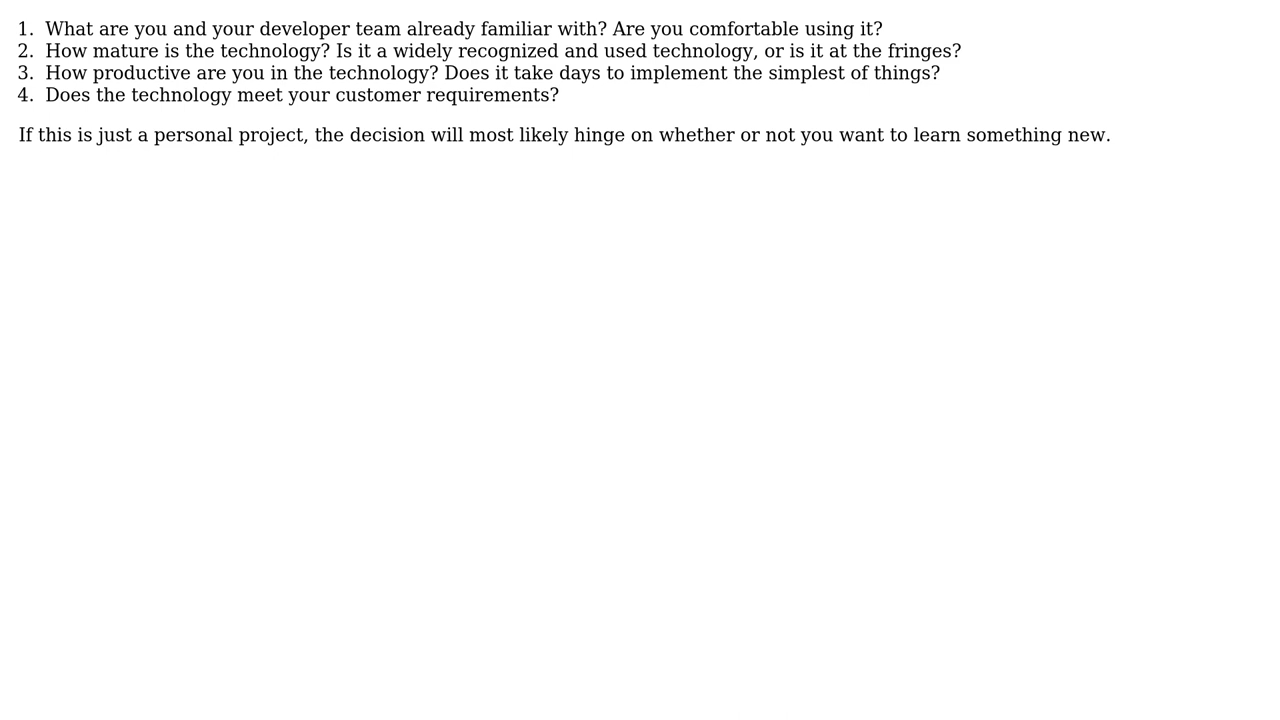 1. What are you and your developer team already familiar with? Are you comfortable using it?
2. How mature is the technology? Is it a widely recognized and used technology, or is it at the fringes?
3. How productive are you in the technology? Does it take days to implement the simplest of things?
4. Does the technology meet your customer requirements?
If this is just a personal project, the decision will most likely hinge on whether or not you want to learn something new.